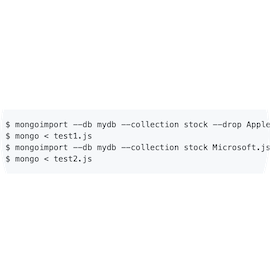 $ mongoimport --db mydb --collection stock --drop Apple
$ mongo < test1.js
$ mongoimport --db mydb --collection stock Microsoft.js
$ mongo < test2.js